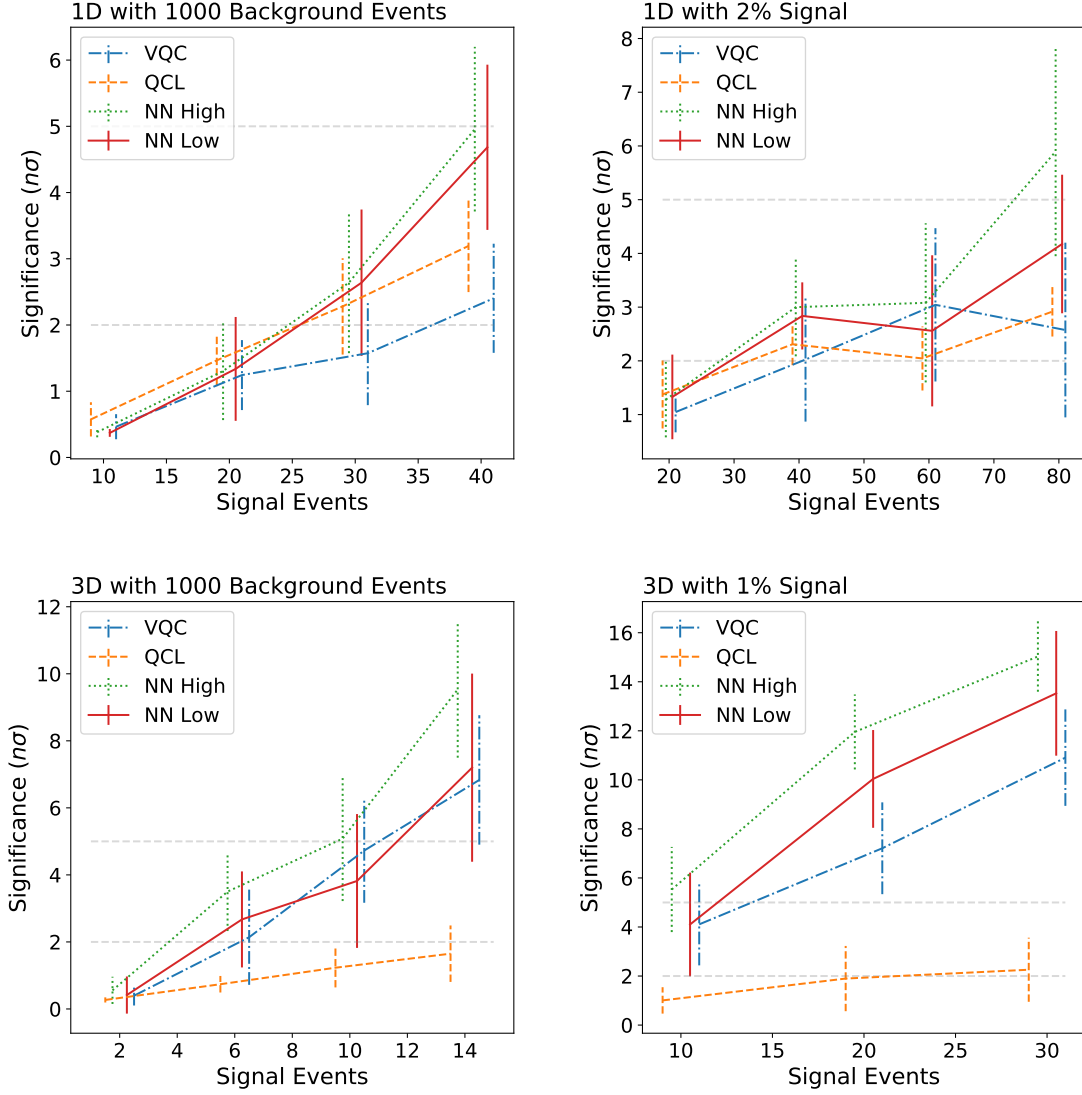 1D with 1000 Background Events
VQC
QCL
NN High
NN Low
Significance (nσ)
6
5
4
3
2
1
0
10 15 20 25 30 35 40
Signal Events
1D with 2% Signal
VQC
QCL
NN High
NN Low
Significance (nσ)
8
7
6
5
4
3
2
1
20 30 40 50 60 70 80
Signal Events
3D with 1000 Background Events
VQC
QCL
NN High
NN Low
Significance (nσ)
12
10
8
6
4
2
0
2 4 6 8 10 12 14
Signal Events
3D with 1% Signal
VQC
QCL
NN High
NN Low
Significance (nσ)
16
14
12
10
8
6
4
2
0
10 15 20 25 30
Signal Events